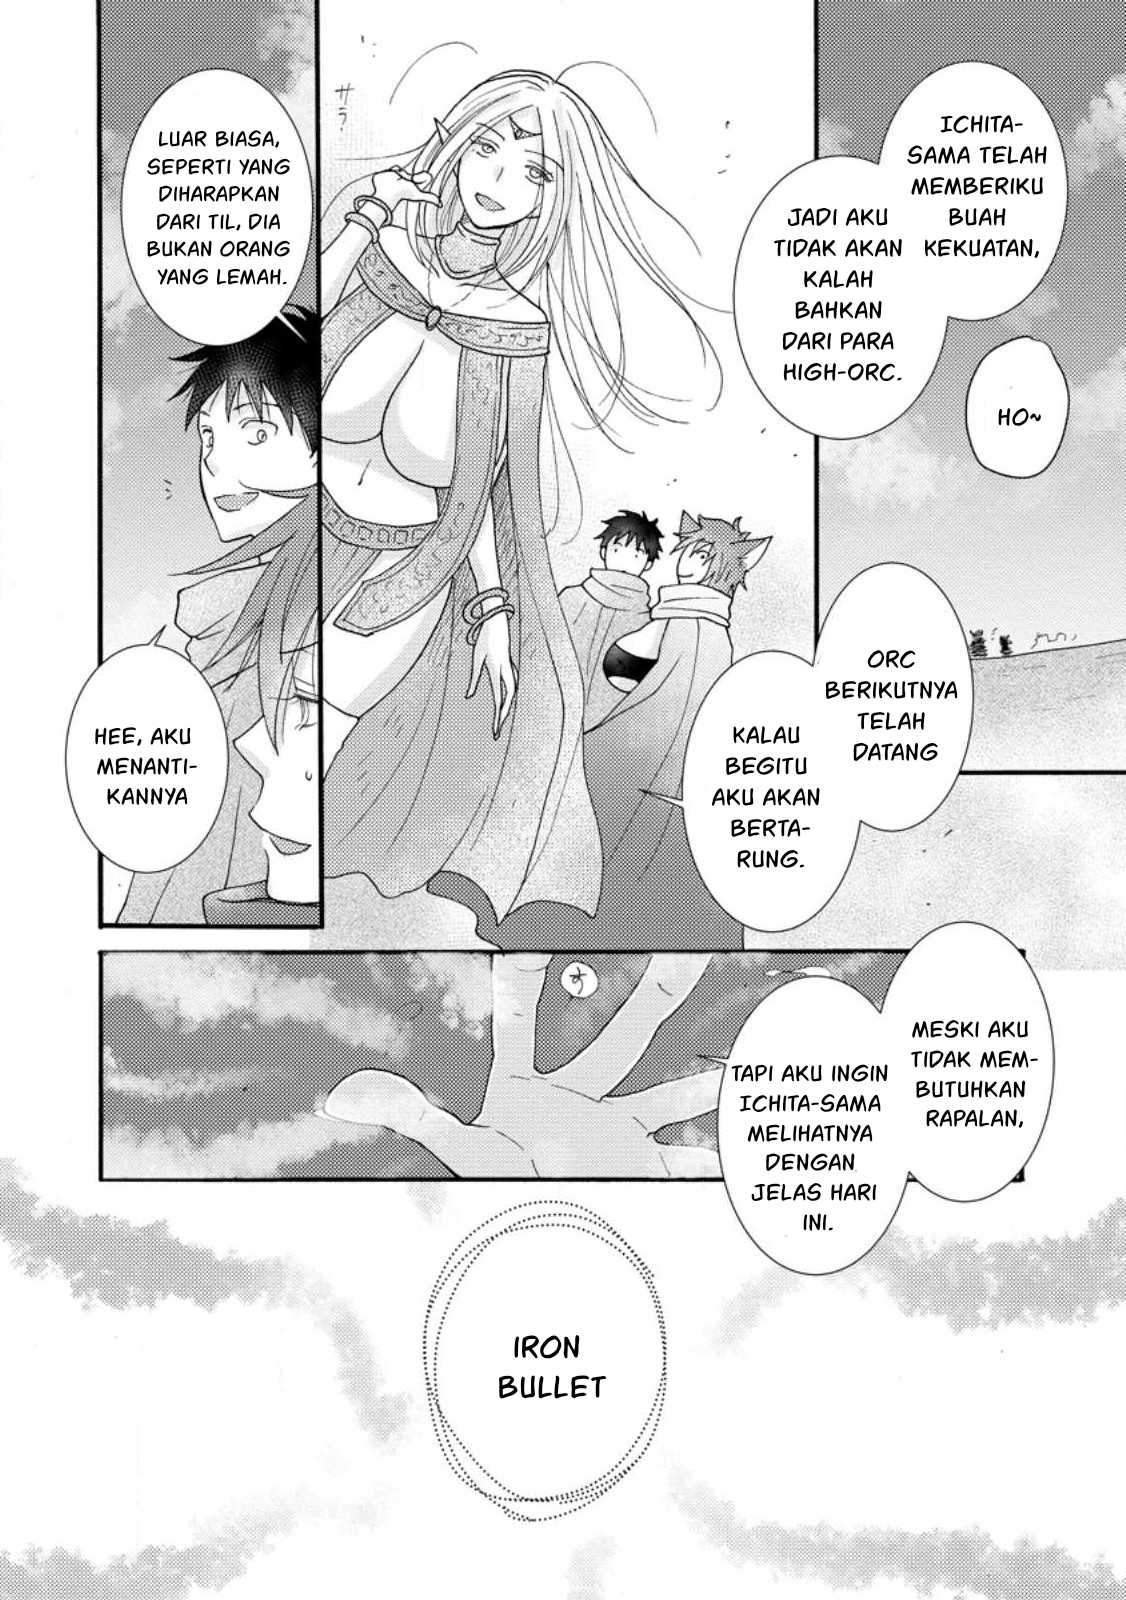 ICHITA-
SAMA TELAH
MEMBERIKU
BUAH
KEKUATAN,
JADI AKU
TIDAK AKAN
KALAH
BAHKAN
DARI PARA
HIGH-ORC.
HO~
サラ
LUAR BIASA,
SEPERTI YANG
DIHARAPKAN
DARI TIL, DIA
BUKAN ORANG
YANG LEMAH.
ORC
BERIKUTNYA
TELAH
DATANG
KALAU
BEGITU
AKU AKAN
BERTA-
RUNG.
HEE, AKU
MENANTI-
KANNYA
す
MESKI AKU
TIDAK MEM-
BUTUHKAN
RAPALAN,
TAPI AKU INGIN
ICHITA-SAMA
MELIHATNYA
DENGAN
JELAS HARI
INI.
IRON
BULLET